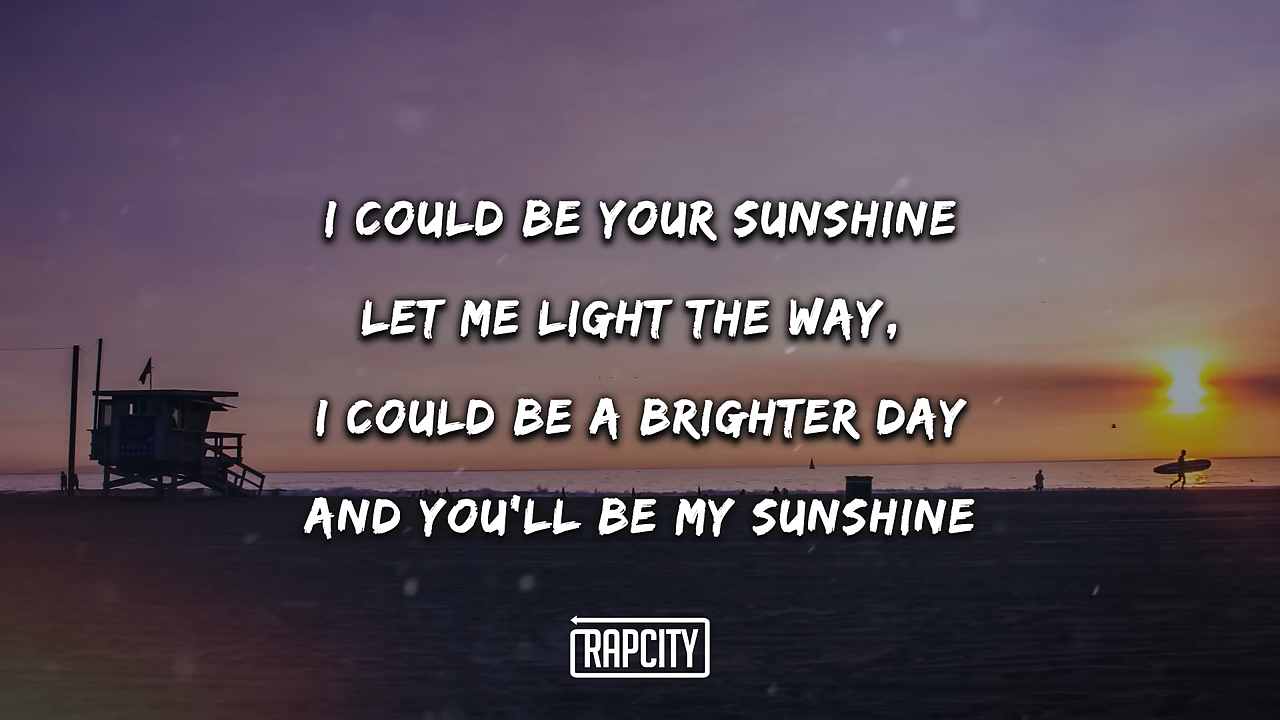 I COULD BE YOUR SUNSHINE
LET ME LIGHT THE WAY,
I COULD BE A BRIGHTER DAY
AND YOU'LL BE MY SUNSHINE
RAPCITY